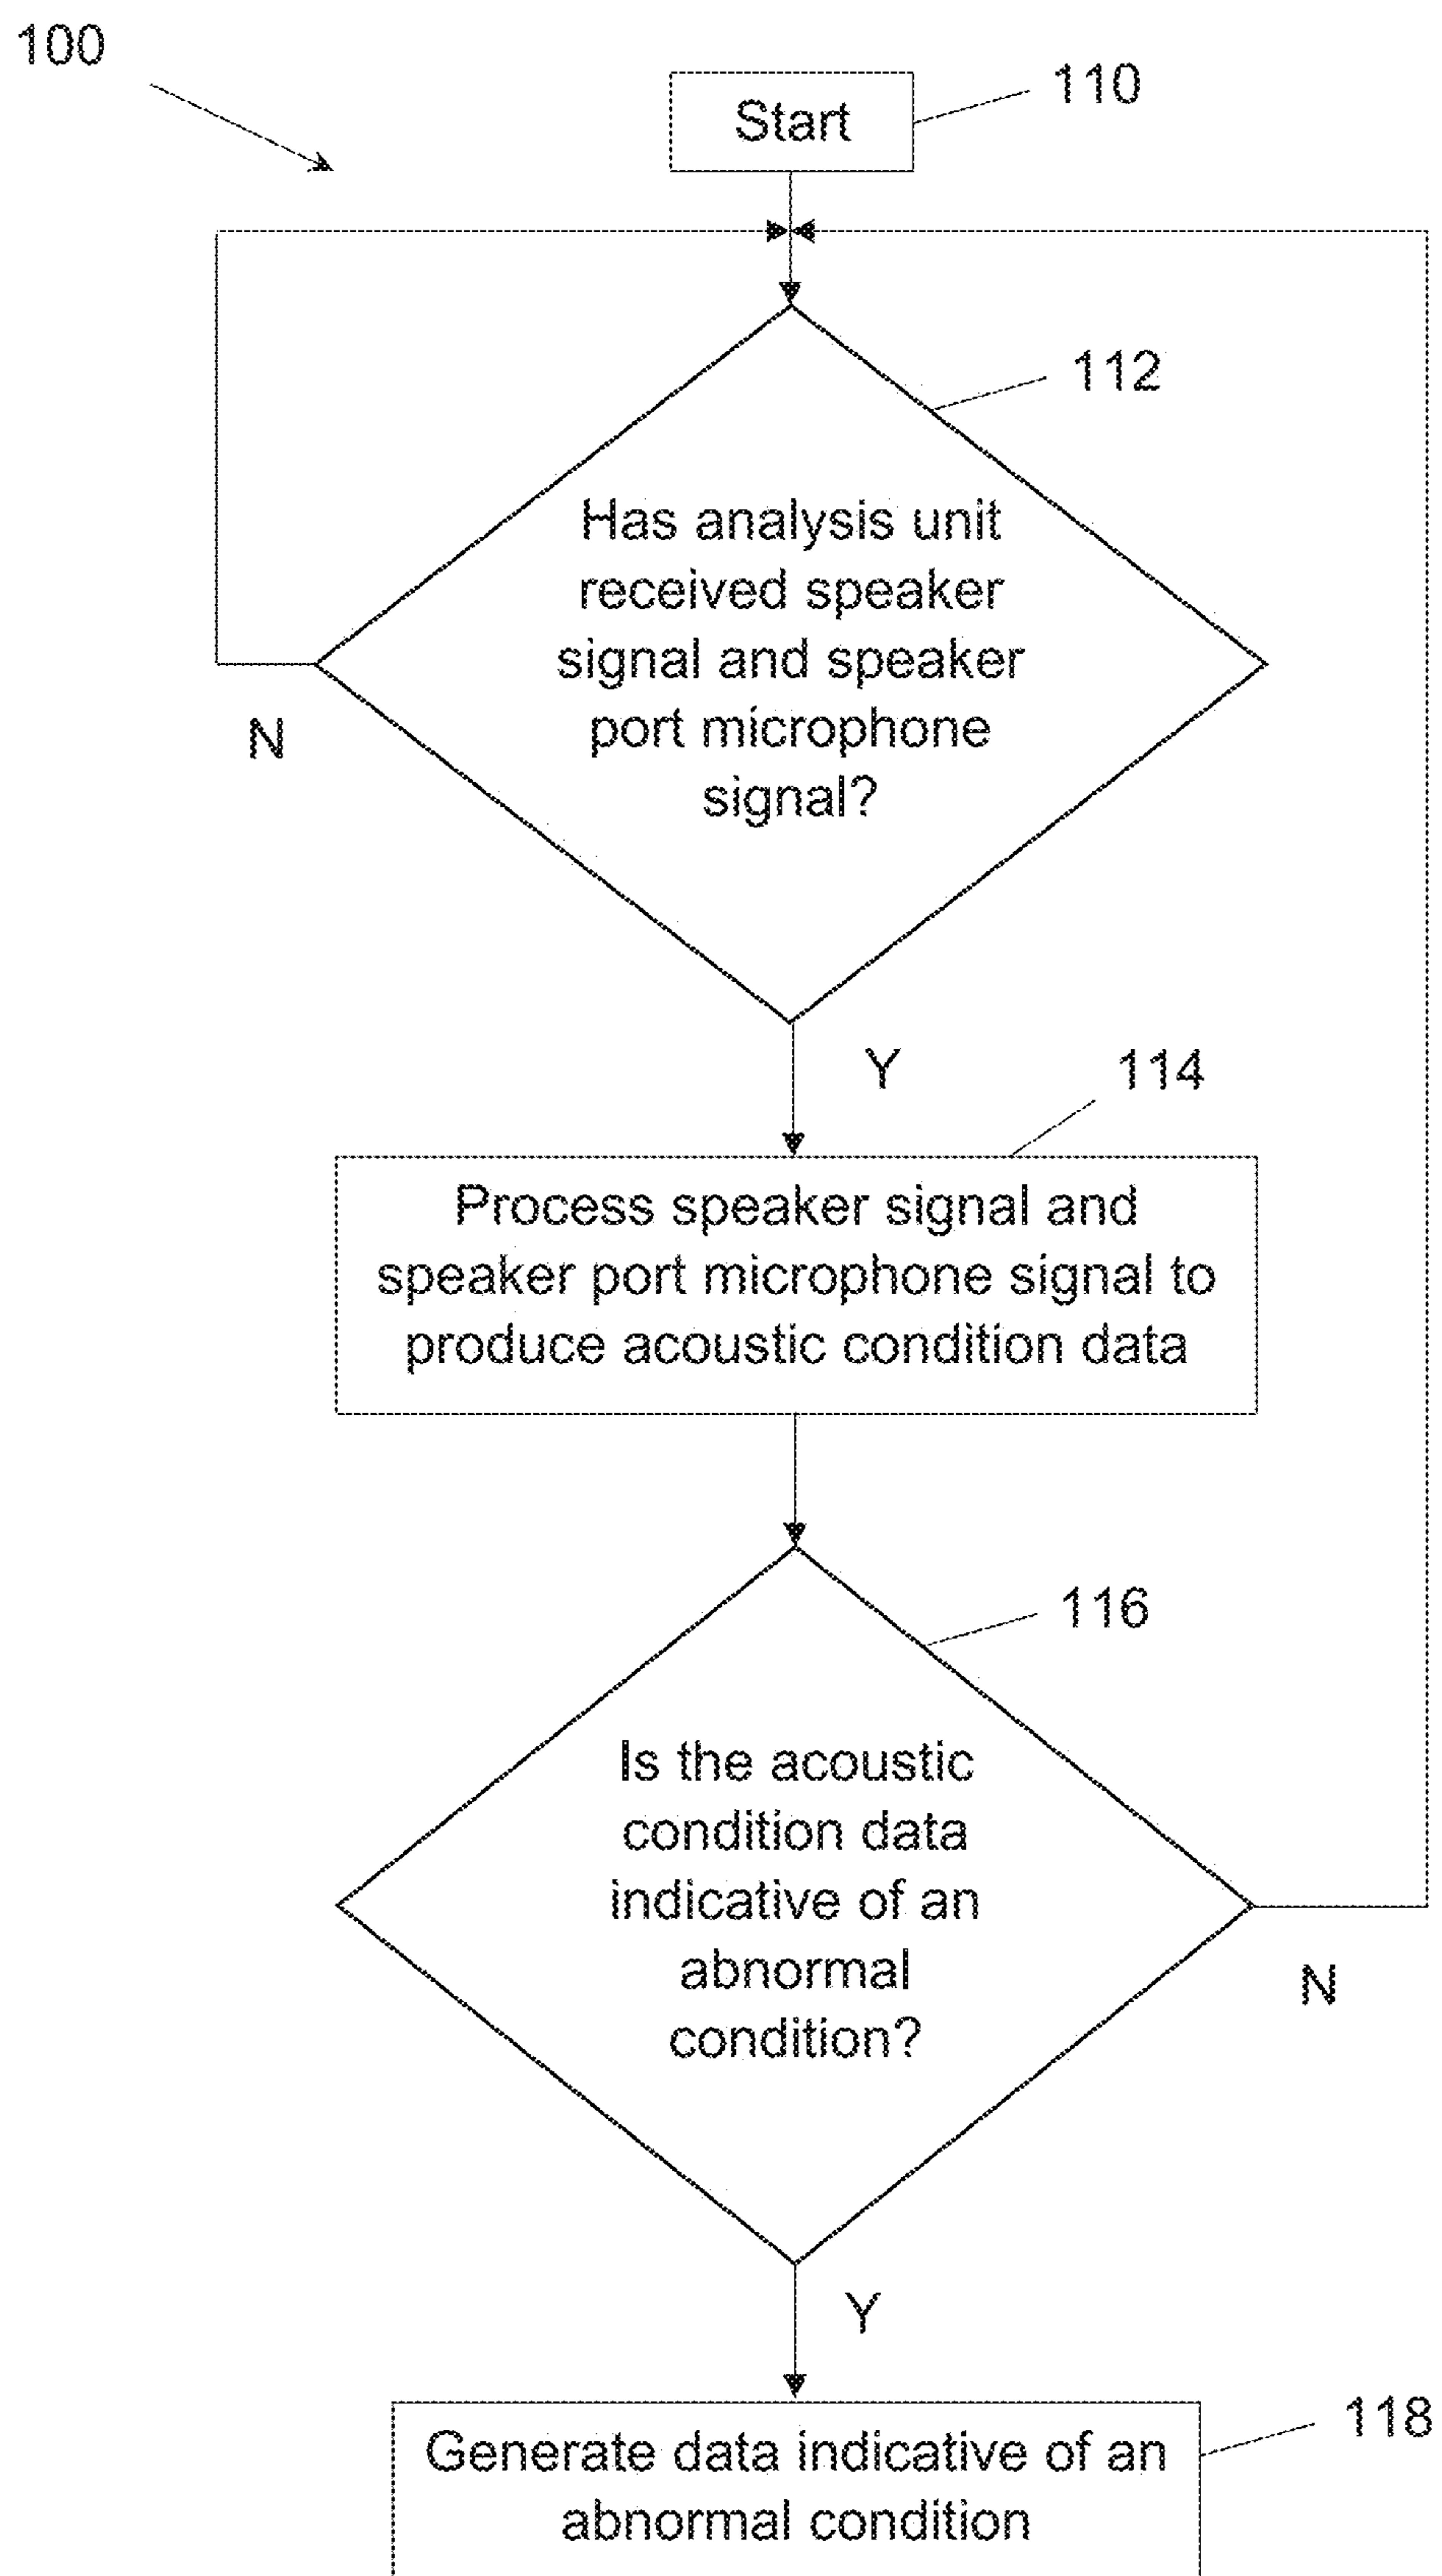 100
Start
110
112
Has analysis unit
received speaker
signal and speaker
port microphone
signal?
N
Y
114
Process speaker signal and
speaker port microphone signal to
produce acoustic condition data
116
Is the acoustic
condition data
indicative of an
abnormal
condition?
N
Y
118
Generate data indicative of an
abnormal condition